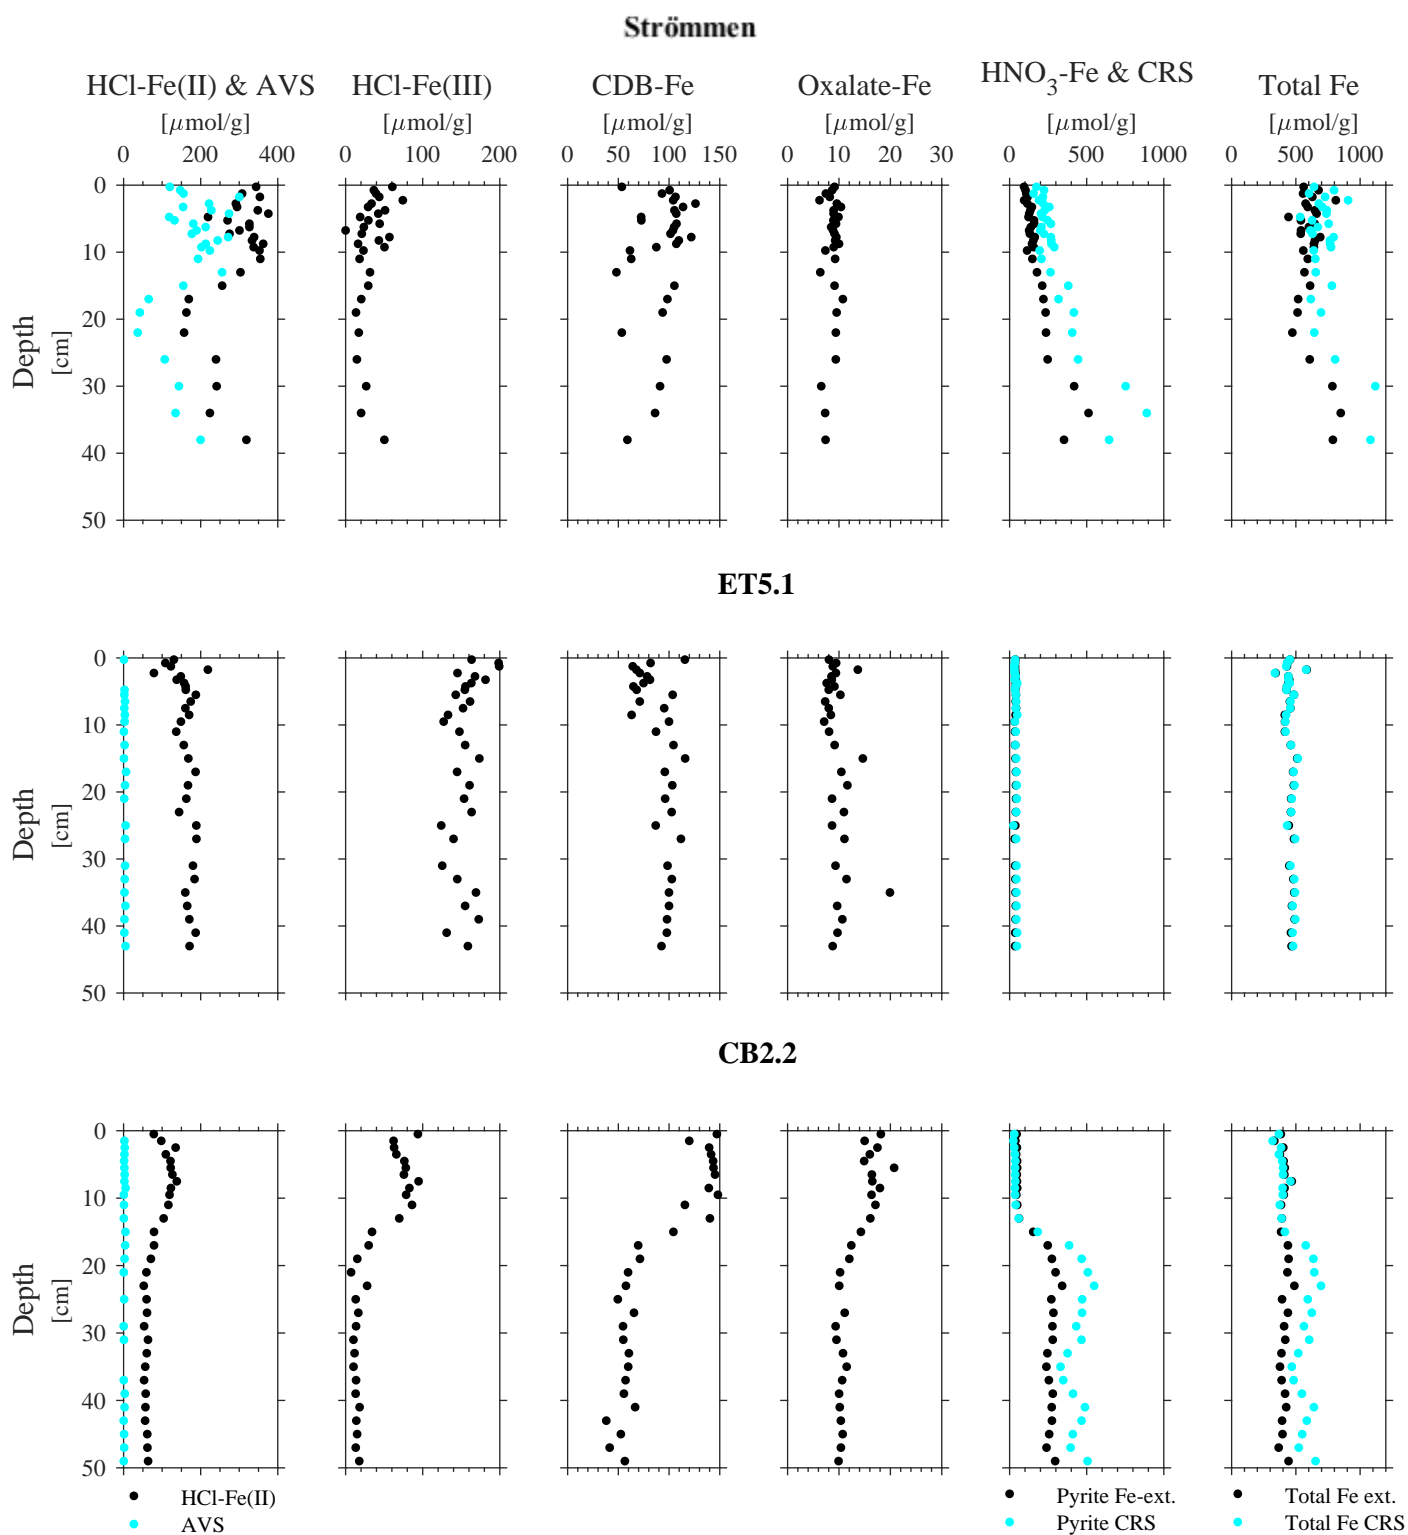 Strömmen
HCl-Fe(II) & AVS HCl-Fe(III) CDB-Fe Oxalate-Fe HNO3-Fe & CRS Total Fe
[μmol/g] [μmol/g] [μmol/g] [μmol/g] [μmol/g] [μmol/g]
0 200 400 0 100 200 0 50 100 150 0 10 20 30 0 500 1000 0 500 1000
0
10
20
30
40
50
Depth
[cm]
ET5.1
0
10
20
30
40
50
Depth
[cm]
CB2.2
0
10
20
30
40
50
Depth
[cm]
HCl-Fe(II)
AVS
Pyrite Fe-ext.
Pyrite CRS
Total Fe ext.
Total Fe CRS